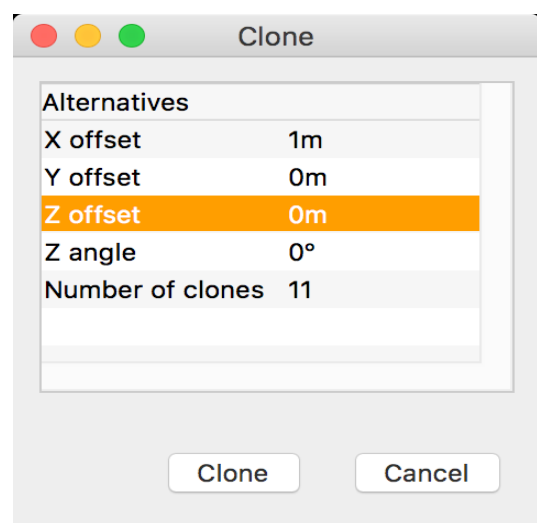 Clone
Alternatives
X offset 1m
Y offset 0m
Z offset 0m
Z angle 0°
Number of clones 11
Clone Cancel